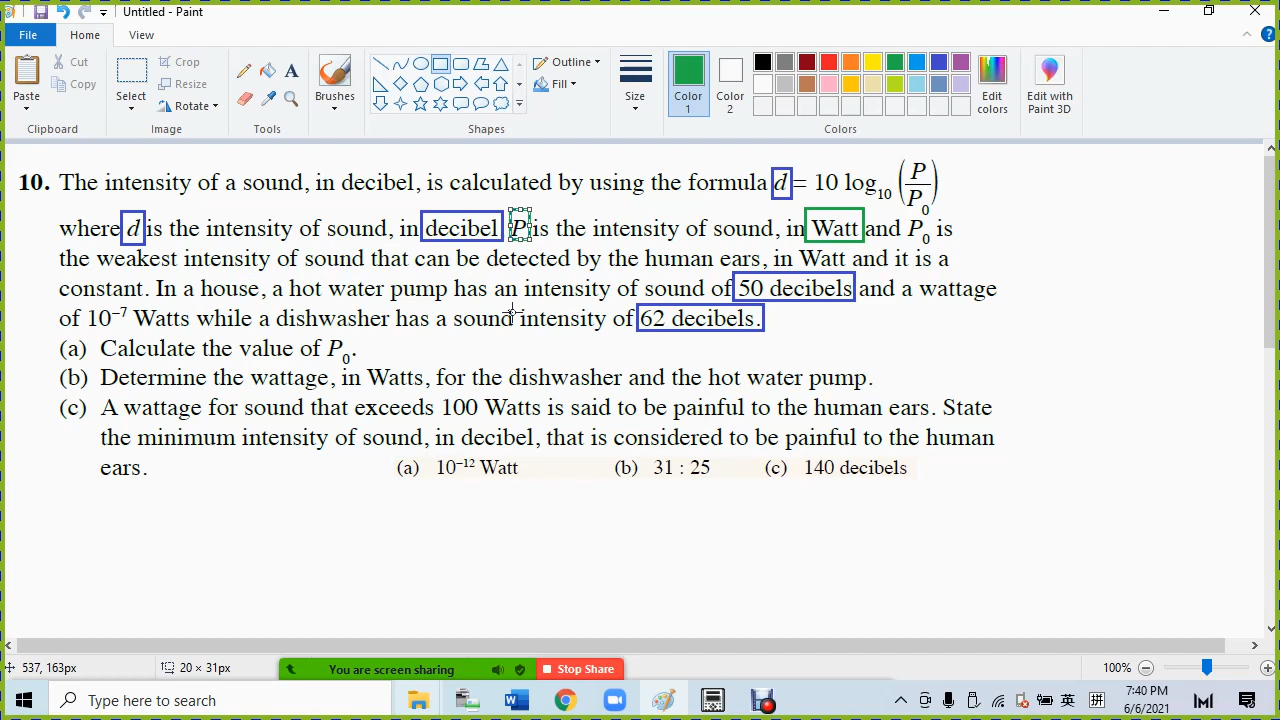 Untitled - Paint
File
Home
View
Paste
Cut
Copy
Clipboard
Select
Crop
Resize
Rotate
Image
Tools
Brushes
Outline
Fill
Shapes
Size
Color 1
Color 2
Edit colors
Colors
Edit with Paint 3D
10. The intensity of a sound, in decibel, is calculated by using the formula d = 10 log₁₀ (P/P₀)
where d is the intensity of sound, in decibel P is the intensity of sound, in Watt and P₀ is
the weakest intensity of sound that can be detected by the human ears, in Watt and it is a
constant. In a house, a hot water pump has an intensity of sound of 50 decibels and a wattage
of 10⁻⁷ Watts while a dishwasher has a sound intensity of 62 decibels.
(a) Calculate the value of P₀.
(b) Determine the wattage, in Watts, for the dishwasher and the hot water pump.
(c) A wattage for sound that exceeds 100 Watts is said to be painful to the human ears. State
the minimum intensity of sound, in decibel, that is considered to be painful to the human
ears.
(a) 10⁻¹² Watt (b) 31 : 25 (c) 140 decibels
537, 163px
20 × 31px
You are screen sharing
Stop Share
100%
Type here to search
英
拼
7:40 PM
6/6/2021